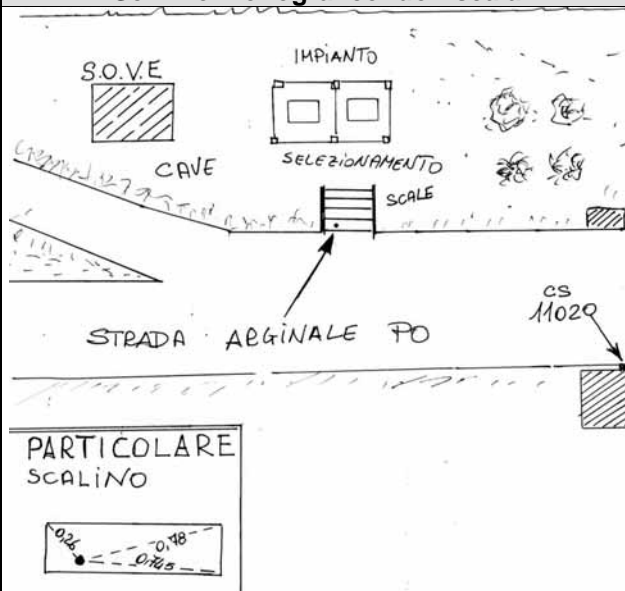 IMPIANTO
S.O.V.E
CAVE
SELEZIONAMENTO
SCALE
CS
11020
STRADA ARGINALE PO
PARTICOLARE
SCALINO
0,26
0,78
0,745